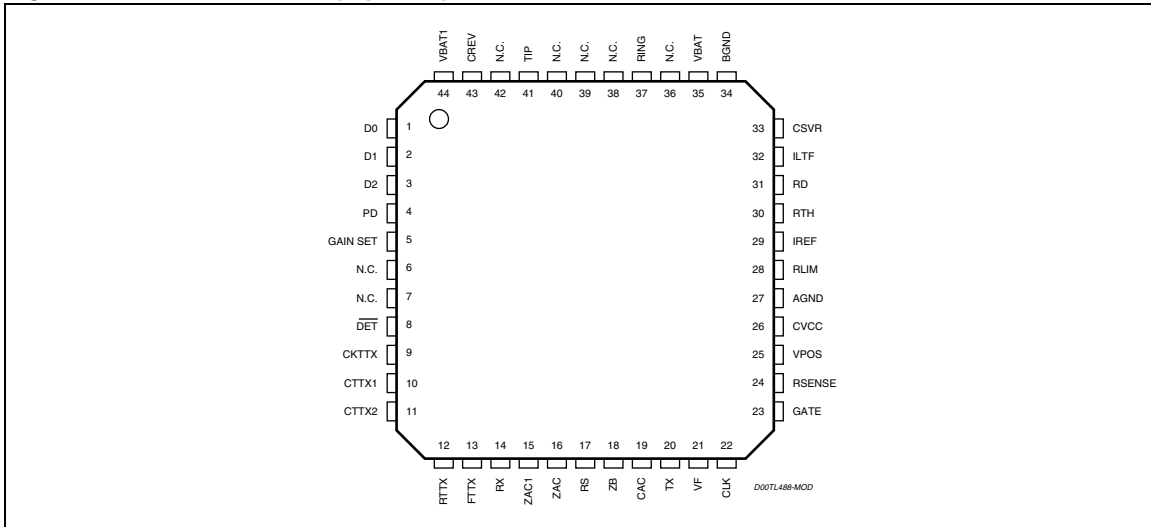 VBAT1 CREV N.C. TIP N.C. N.C. N.C. RING N.C. VBAT BGND
44 43 42 41 40 39 38 37 36 35 34
D0 1 33 CSVR
D1 2 32 ILTF
D2 3 31 RD
PD 4 30 RTH
GAIN SET 5 29 IREF
N.C. 6 28 RLIM
N.C. 7 27 AGND
DET 8 26 CVCC
CKTTX 9 25 VPOS
CTTX1 10 24 RSENSE
CTTX2 11 23 GATE
12 13 14 15 16 17 18 19 20 21 22
RTTX FTTX RX ZAC1 ZAC RS ZB CAC TX VF CLK
D00TL488-MOD